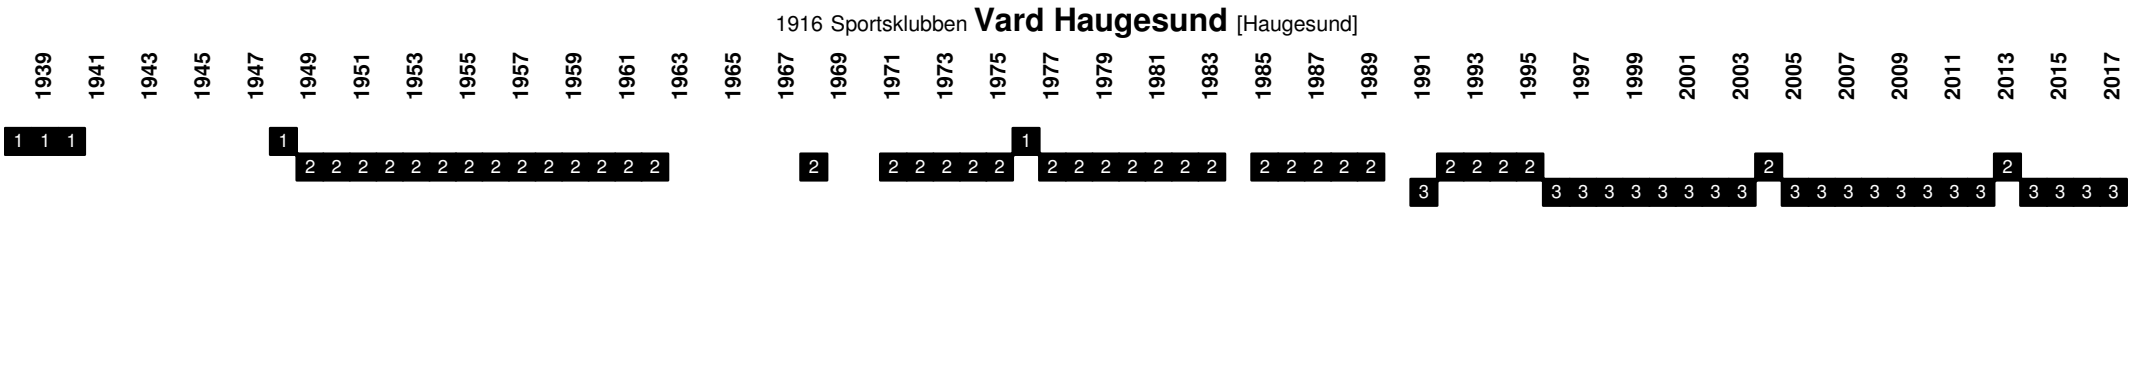 1916 Sportsklubben Vard Haugesund [Haugesund]
1939 1941 1943 1945 1947 1949 1951 1953 1955 1957 1959 1961 1963 1965 1967 1969 1971 1973 1975 1977 1979 1981 1983 1985 1987 1989 1991 1993 1995 1997 1999 2001 2003 2005 2007 2009 2011 2013 2015 2017
1 1 1 1 1
2 2 2 2 2 2 2 2 2 2 2 2 2 2 2 2 2 2 2 2 2 2 2 2 2 2 2 2 2 2 2 2 2 2 2 2 2 2 2 2 2 2
3 3 3 3 3 3 3 3 3 3 3 3 3 3 3 3 3 3 3 3 3